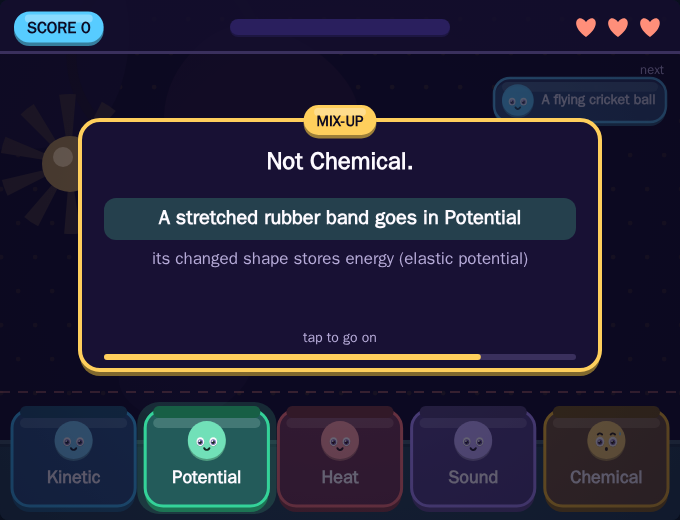 SCORE 0
next
A flying cricket ball
MIX-UP
Not Chemical.
A stretched rubber band goes in Potential
its changed shape stores energy (elastic potential)
tap to go on
Kinetic
Potential
Heat
Sound
Chemical